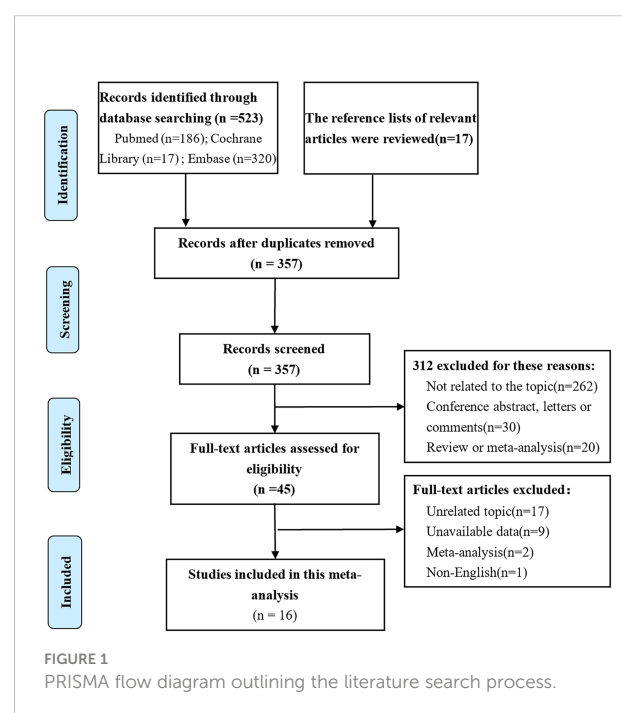 Identification
Records identified through
database searching (n =523)
Pubmed (n=186); Cochrane
Library (n=17) ; Embase (n=320)
The reference lists of relevant
articles were reviewed(n=17)
Records after duplicates removed
(n = 357)
Screening
Records screened
(n = 357)
312 excluded for these reasons:
Not related to the topic(n=262)
Conference abstract, letters or
comments(n=30)
Review or meta-analysis(n=20)
Eligibility
Full-text articles assessed for
eligibility
(n =45)
Full-text articles excluded：
Unrelated topic(n=17)
Unavailable data(n=9)
Meta-analysis(n=2)
Non-English(n=1)
Included
Studies included in this meta-
analysis
(n = 16)
FIGURE 1
PRISMA flow diagram outlining the literature search process.